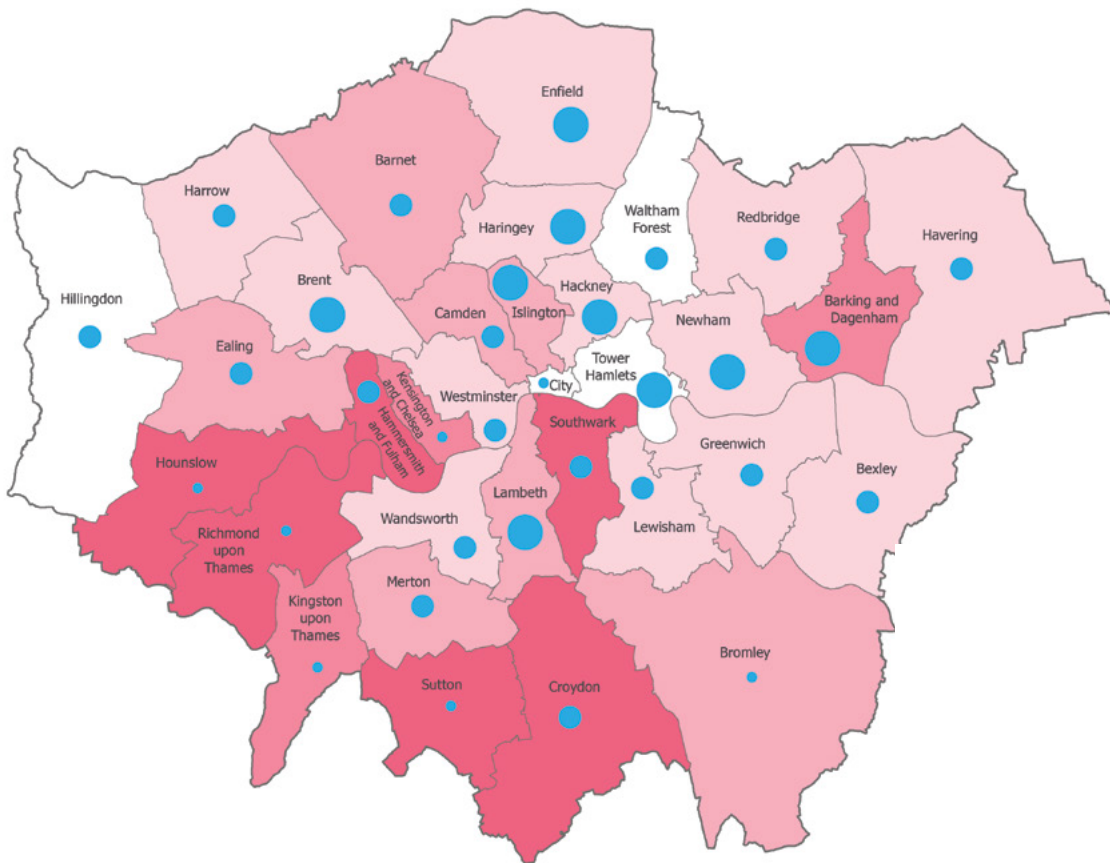 Enfield
Barnet
Harrow
Haringey
Waltham
Forest
Redbridge
Havering
Hillingdon
Brent
Camden
Islington
Hackney
Newham
Barking and
Dagenham
Ealing
Kensington
and Chelsea
Hammersmith
and Fulham
Westminster
City
Tower
Hamlets
Southwark
Greenwich
Bexley
Hounslow
Richmond
upon
Thames
Wandsworth
Lambeth
Lewisham
Merton
Kingston
upon
Thames
Sutton
Croydon
Bromley